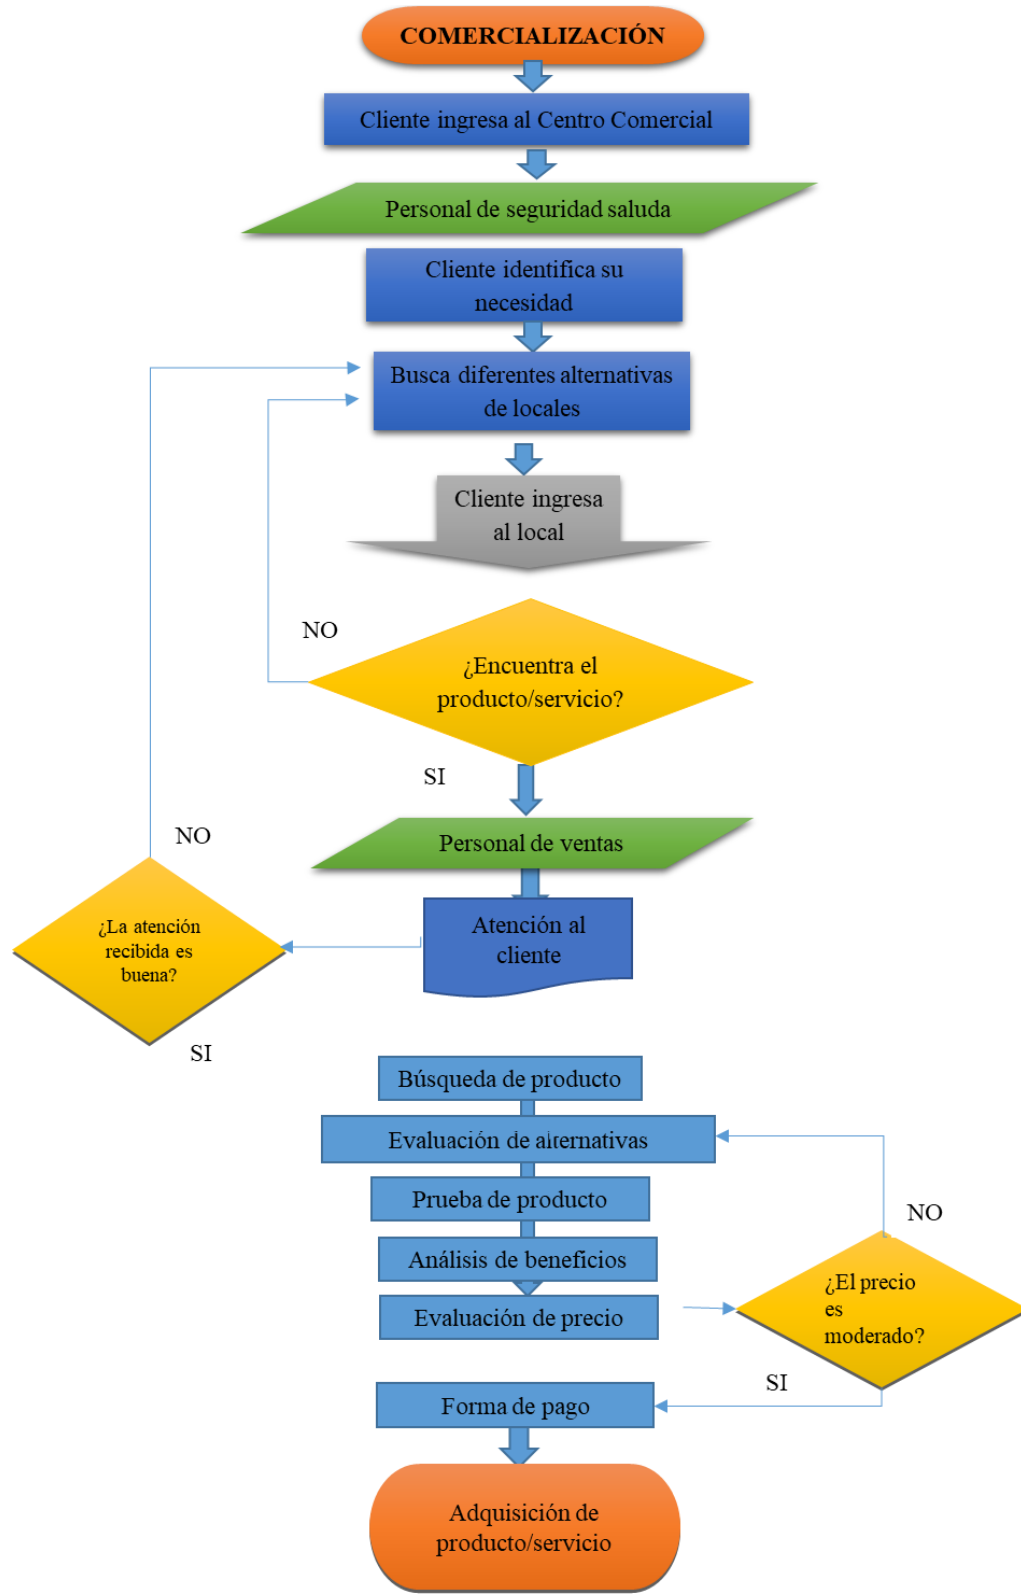 COMERCIALIZACIÓN
Cliente ingresa al Centro Comercial
Personal de seguridad saluda
Cliente identifica su
necesidad
Busca diferentes alternativas
de locales
Cliente ingresa
al local
NO
¿Encuentra el
producto/servicio?
SI
NO
Personal de ventas
¿La atención
recibida es
buena?
Atención al
cliente
SI
Búsqueda de producto
Evaluación de alternativas
Prueba de producto
NO
Análisis de beneficios
¿El precio
es
moderado?
Evaluación de precio
SI
Forma de pago
Adquisición de
producto/servicio